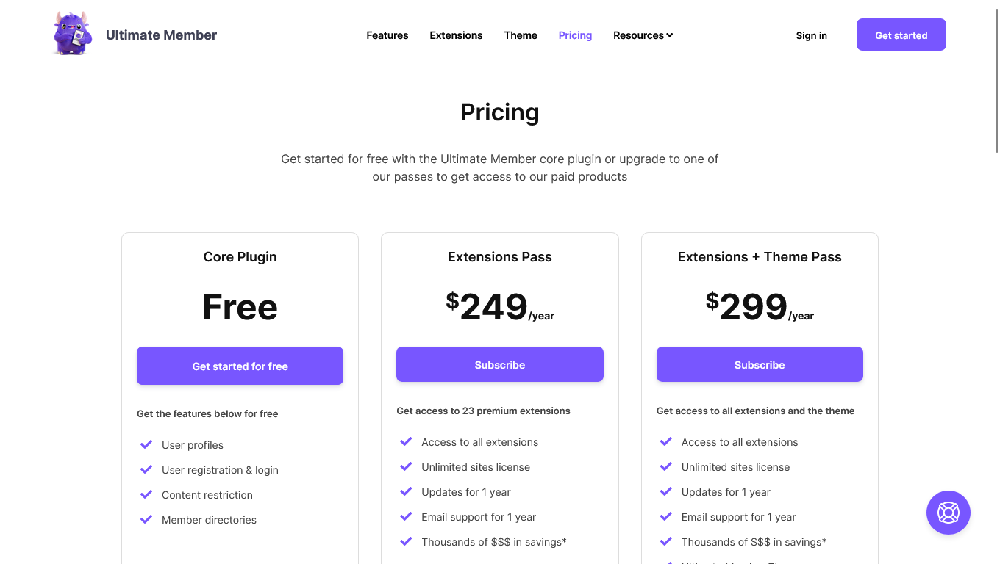 Ultimate Member
Features
Extensions
Theme
Pricing
Resources
Sign in
Get started
Pricing
Get started for free with the Ultimate Member core plugin or upgrade to one of
our passes to get access to our paid products
Core Plugin
Free
Get started for free
Get the features below for free
User profiles
User registration & login
Content restriction
Member directories
Extensions Pass
$249/year
Subscribe
Get access to 23 premium extensions
Access to all extensions
Unlimited sites license
Updates for 1 year
Email support for 1 year
Thousands of $$$ in savings*
Extensions + Theme Pass
$299/year
Subscribe
Get access to all extensions and the theme
Access to all extensions
Unlimited sites license
Updates for 1 year
Email support for 1 year
Thousands of $$$ in savings*